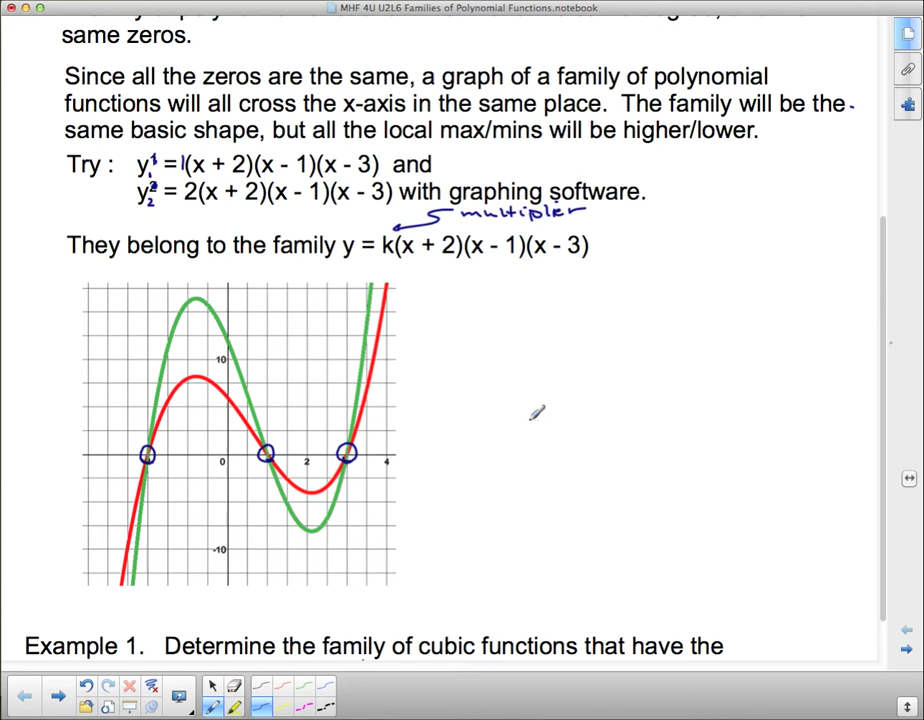 MHF 4U U2L6 Families of Polynomial Functions.notebook
same zeros.
Since all the zeros are the same, a graph of a family of polynomial
functions will all cross the x-axis in the same place. The family will be the
same basic shape, but all the local max/mins will be higher/lower.
Try : y₁ = 1(x + 2)(x - 1)(x - 3) and
y₂ = 2(x + 2)(x - 1)(x - 3) with graphing software.
multiplier
They belong to the family y = k(x + 2)(x - 1)(x - 3)
10
0 2 4
-10
Example 1. Determine the family of cubic functions that have the